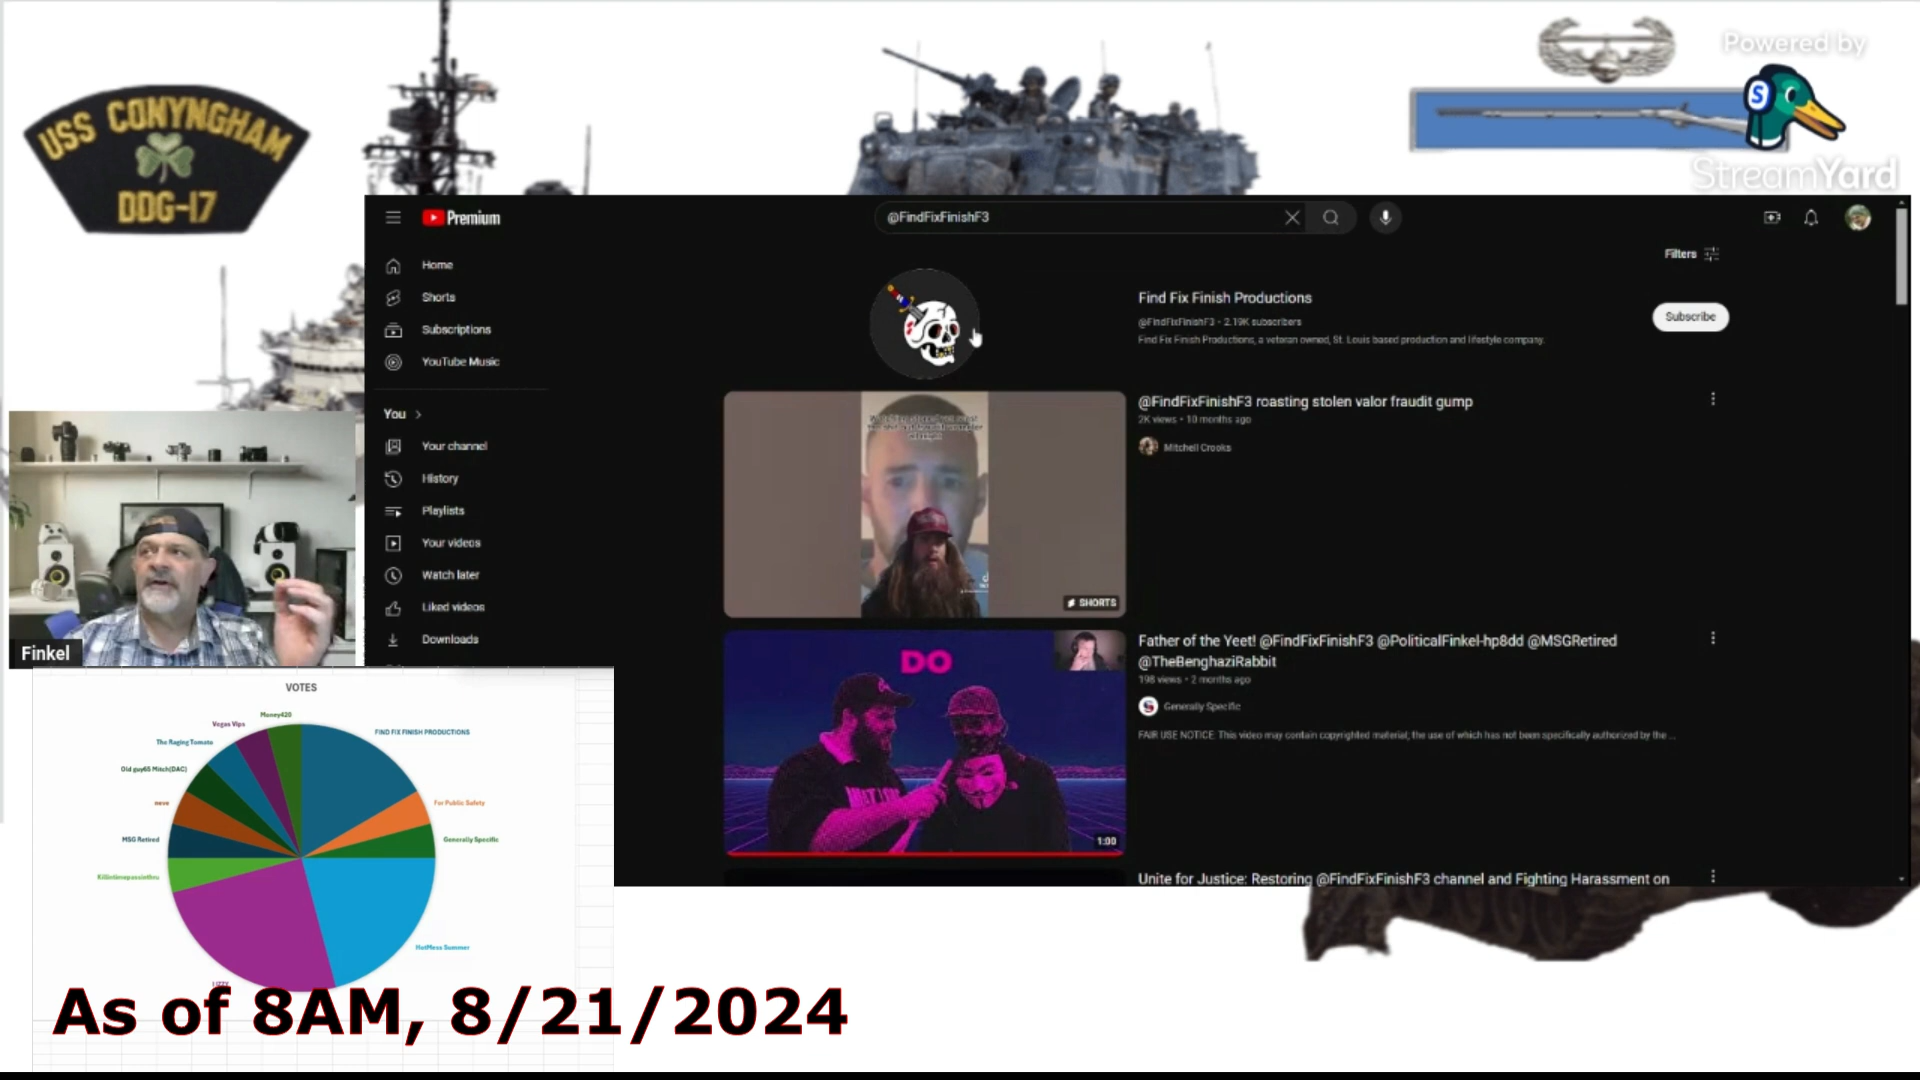 USS CONYNGHAM
DDG-17
Powered by
S
StreamYard
Premium
@FindFixFinishF3
Filters
Home
Shorts
Subscriptions
YouTube Music
You
Your channel
History
Playlists
Your videos
Watch later
Liked videos
Downloads
Find Fix Finish Productions
@FindFixFinishF3 • 2.19K subscribers
Find Fix Finish Productions, a veteran owned, St. Louis based production and lifestyle company.
Subscribe
@FindFixFinishF3 roasting stolen valor fraudit gump
2K views • 10 months ago
Mitchell Crooks
SHORTS
DO
1:00
Father of the Yeet! @FindFixFinishF3 @PoliticalFinkel-hp8dd @MSGRetired
@TheBenghaziRabbit
198 views • 2 months ago
Generally Specific
FAIR USE NOTICE: This video may contain copyrighted material; the use of which has not been specifically authorized by the ...
Unite for Justice: Restoring @FindFixFinishF3 channel and Fighting Harassment on
Finkel
VOTES
Money420
Vegas Vips
FIND FIX FINISH PRODUCTIONS
The Raging Tomato
Old guy65 Mitch(DAC)
For Public Safety
MSG Retired
Generally Specific
HotMess Summer
As of 8AM, 8/21/2024